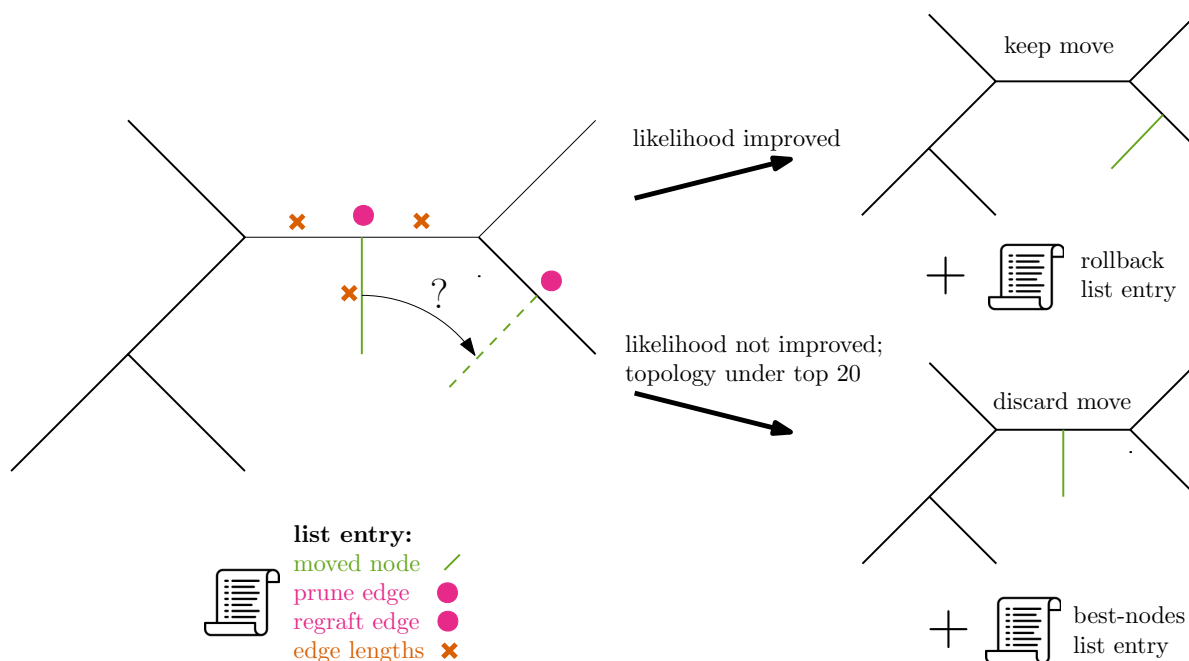 keep move
likelihood improved
?
rollback
list entry
likelihood not improved;
topology under top 20
discard move
list entry:
moved node
prune edge
regraft edge
edge lengths
best-nodes
list entry